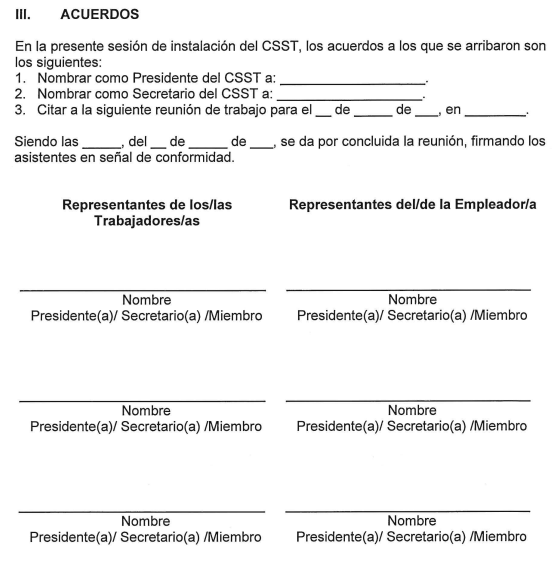 III. ACUERDOS
En la presente sesión de instalación del CSST, los acuerdos a los que se arribaron son
los siguientes:
1. Nombrar como Presidente del CSST a: ______________________.
2. Nombrar como Secretario del CSST a: ______________________.
3. Citar a la siguiente reunión de trabajo para el __ de _____ de ___, en _________.
Siendo las _____, del __ de _____ de ___, se da por concluida la reunión, firmando los
asistentes en señal de conformidad.
Representantes de los/las Representantes del/de la Empleador/a
Trabajadores/as
Nombre Nombre
Presidente(a)/ Secretario(a) /Miembro Presidente(a)/ Secretario(a) /Miembro
Nombre Nombre
Presidente(a)/ Secretario(a) /Miembro Presidente(a)/ Secretario(a) /Miembro
Nombre Nombre
Presidente(a)/ Secretario(a) /Miembro Presidente(a)/ Secretario(a) /Miembro